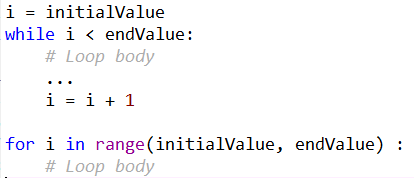 i = initialValue
while i < endValue:
    # Loop body
    ...
    i = i + 1

for i in range(initialValue, endValue) :
    # Loop body